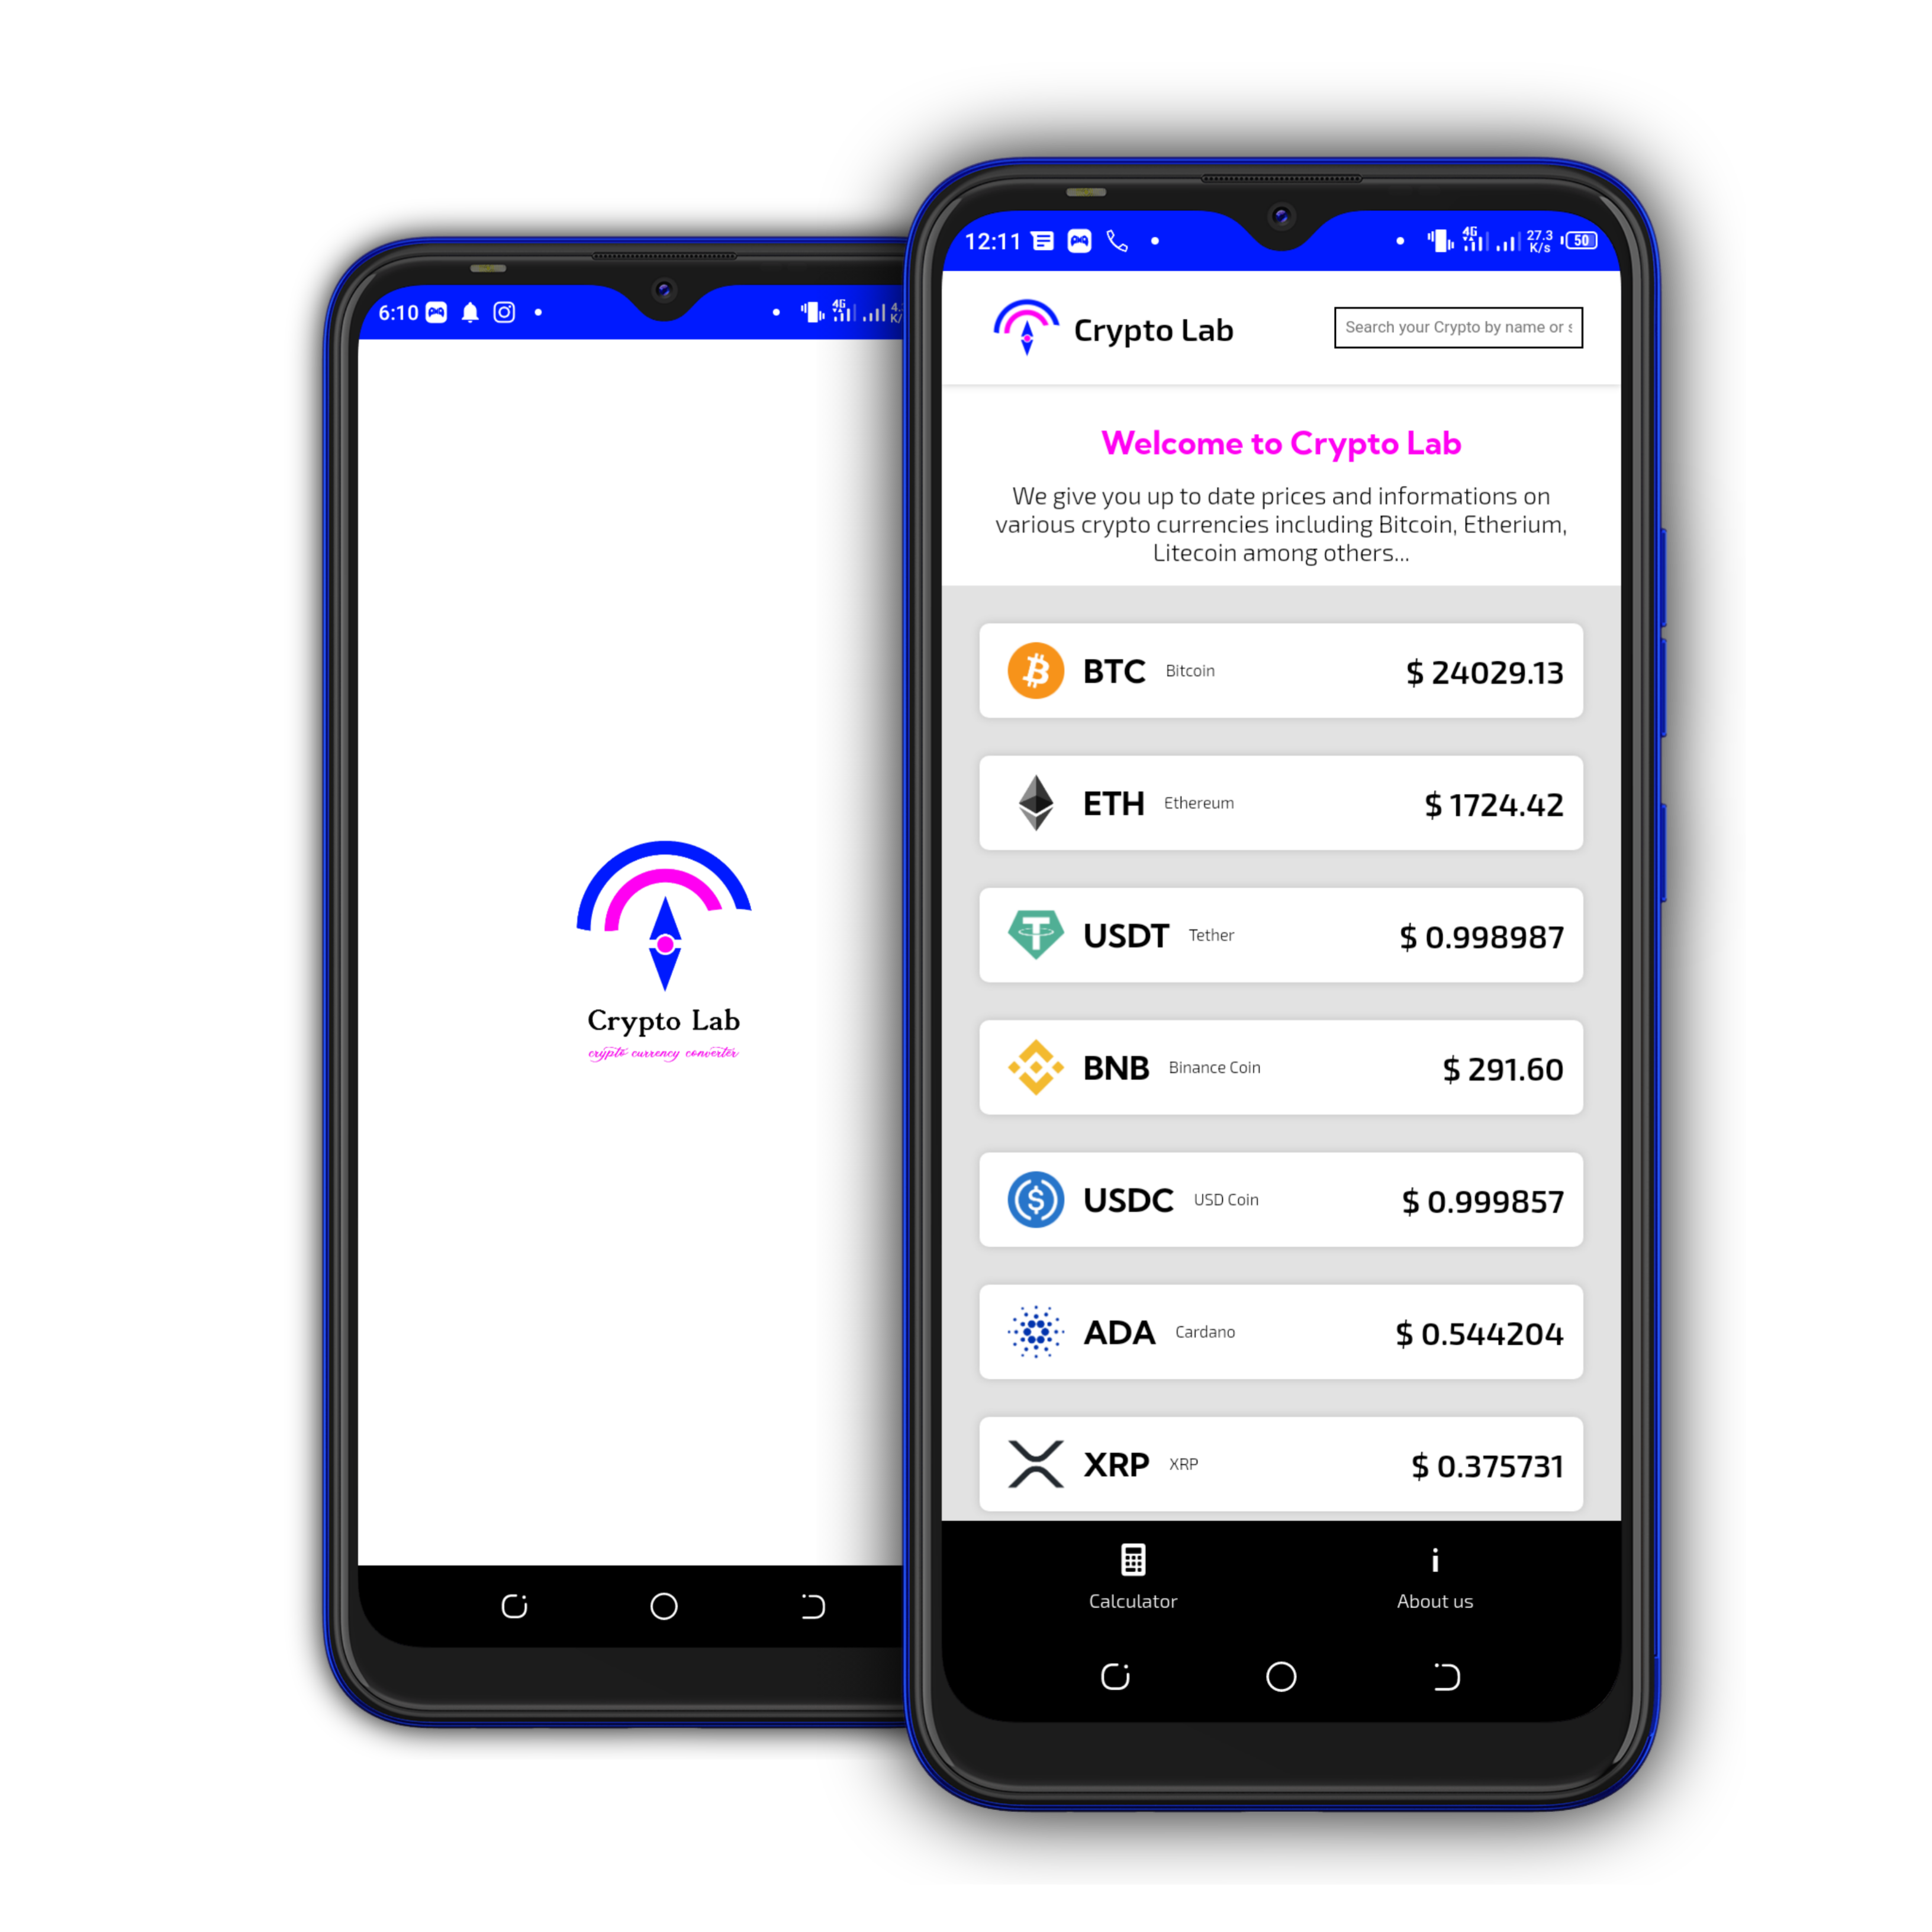 6:10
4G
Crypto Lab
crypto currency converter
12:11
4G
27.3
K/s
50
Crypto Lab
Search your Crypto by name or s
Welcome to Crypto Lab
We give you up to date prices and informations on
various crypto currencies including Bitcoin, Etherium,
Litecoin among others...
BTC Bitcoin $ 24029.13
ETH Ethereum $ 1724.42
USDT Tether $ 0.998987
BNB Binance Coin $ 291.60
USDC USD Coin $ 0.999857
ADA Cardano $ 0.544204
XRP XRP $ 0.375731
Calculator About us